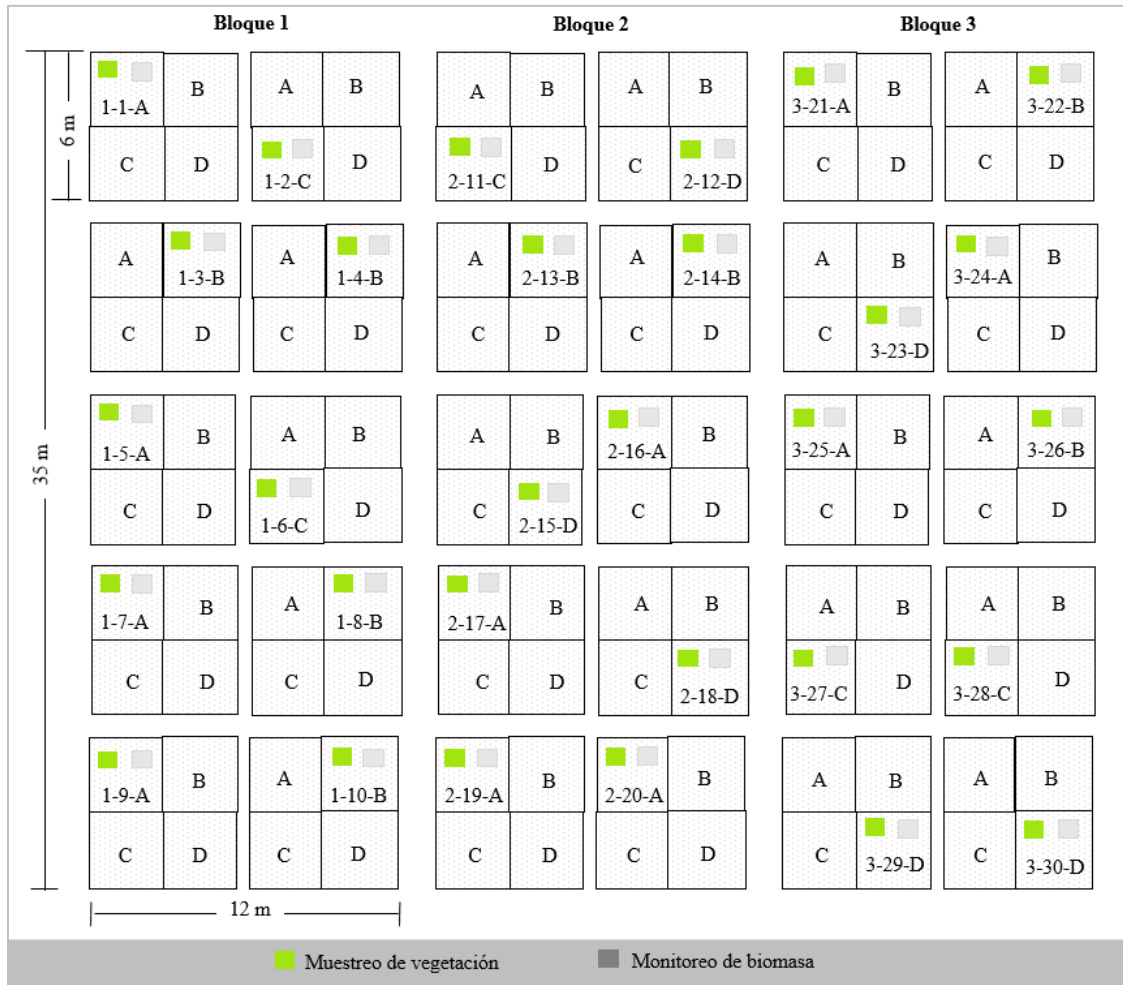 Bloque 1 Bloque 2 Bloque 3
B A B A B A B
1-1-A A B 3-21-A 3-22-B
6 m
C D D D C C D C D
1-2-C 2-11-C 2-12-D
A A A A A B B
1-3-B 1-4-B 2-13-B 2-14-B 3-24-A
C D C D C D C D C C D
3-23-D
35 m
B A B A B B B A
1-5-A 2-16-A 3-25-A 3-26-B
C D D C C D C D C D
1-6-C 2-15-D
B A B A B A B A B
1-7-A 1-8-B 2-17-A
C D C D C D C D D
2-18-D 3-27-C 3-28-C
B A B B A B A B
1-9-A 1-10-B 2-19-A 2-20-A
C D C D C D C D C C
3-29-D 3-30-D
12 m
Muestreo de vegetación Monitoreo de biomasa